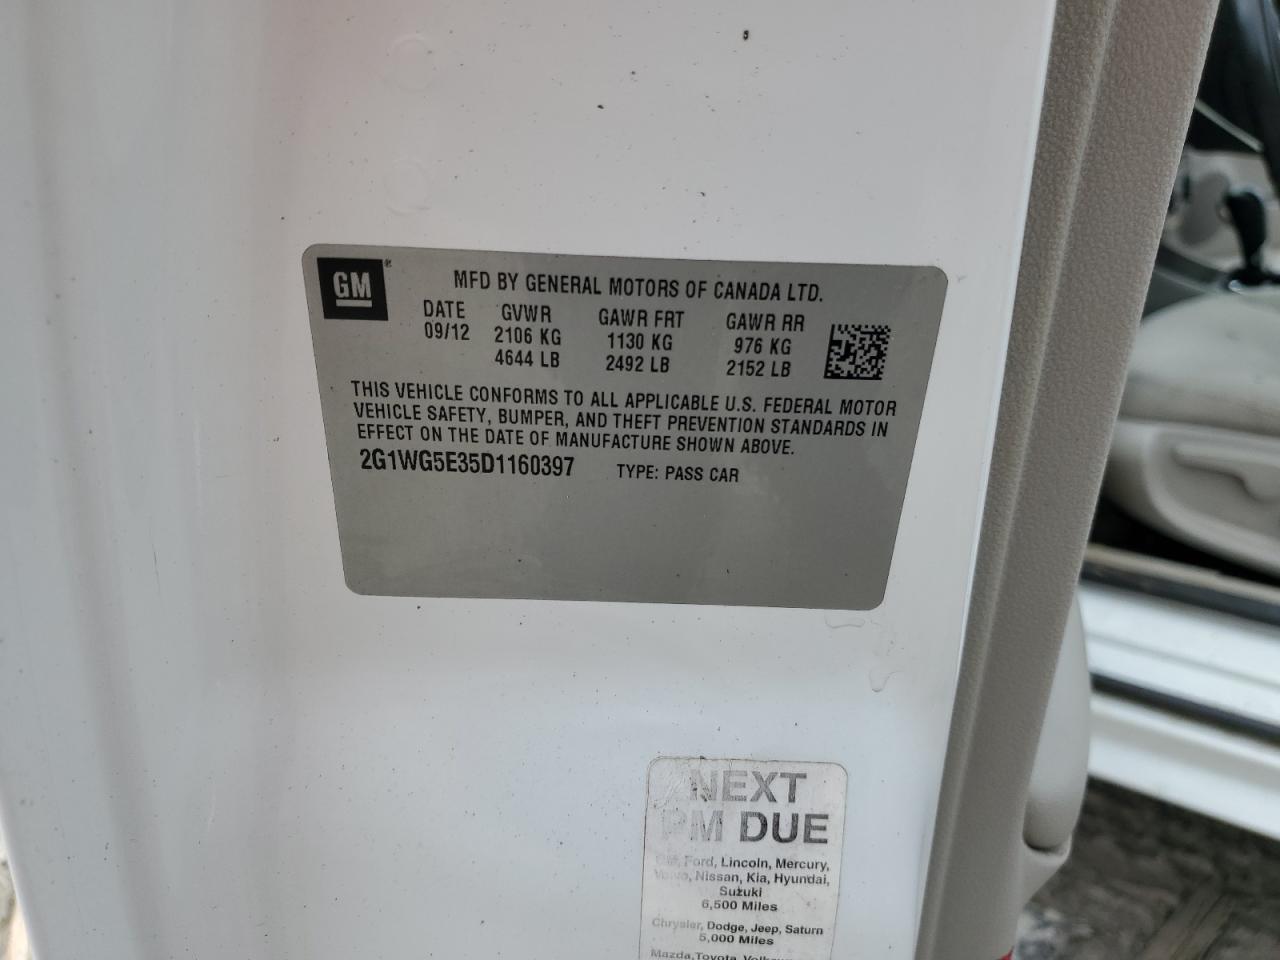 GM®
MFD BY GENERAL MOTORS OF CANADA LTD.
DATE GVWR GAWR FRT GAWR RR
09/12 2106 KG 1130 KG 976 KG
4644 LB 2492 LB 2152 LB
THIS VEHICLE CONFORMS TO ALL APPLICABLE U.S. FEDERAL MOTOR
VEHICLE SAFETY, BUMPER, AND THEFT PREVENTION STANDARDS IN
EFFECT ON THE DATE OF MANUFACTURE SHOWN ABOVE.
2G1WG5E35D1160397 TYPE: PASS CAR
NEXT
PM DUE
GM, Ford, Lincoln, Mercury,
Volvo, Nissan, Kia, Hyundai,
Suzuki
6,500 Miles
Chrysler, Dodge, Jeep, Saturn
5,000 Miles
Mazda, Toyota,